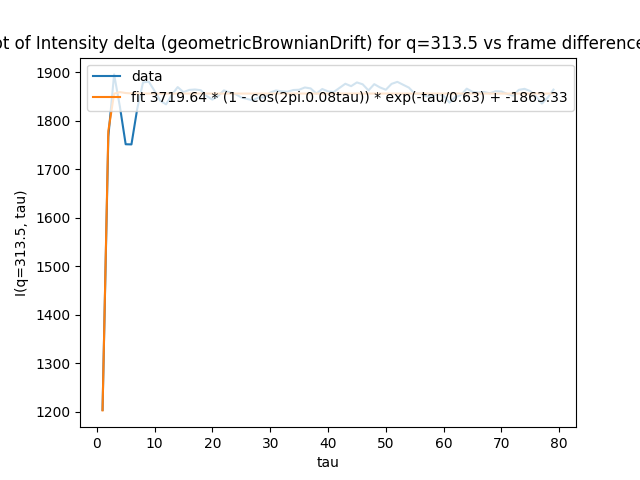 ot of Intensity delta (geometricBrownianDrift) for q=313.5 vs frame difference
data
fit 3719.64 * (1 - cos(2pi.0.08tau)) * exp(-tau/0.63) + -1863.33
I(q=313.5, tau)
1900
1800
1700
1600
1500
1400
1300
1200
0 10 20 30 40 50 60 70 80
tau